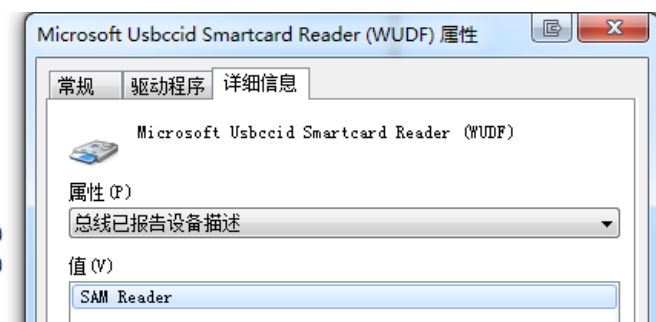 Microsoft Usbccid Smartcard Reader (WUDF) 属性
常规 驱动程序 详细信息
Microsoft Usbccid Smartcard Reader (WUDF)
属性(P)
总线已报告设备描述
值(V)
SAM Reader